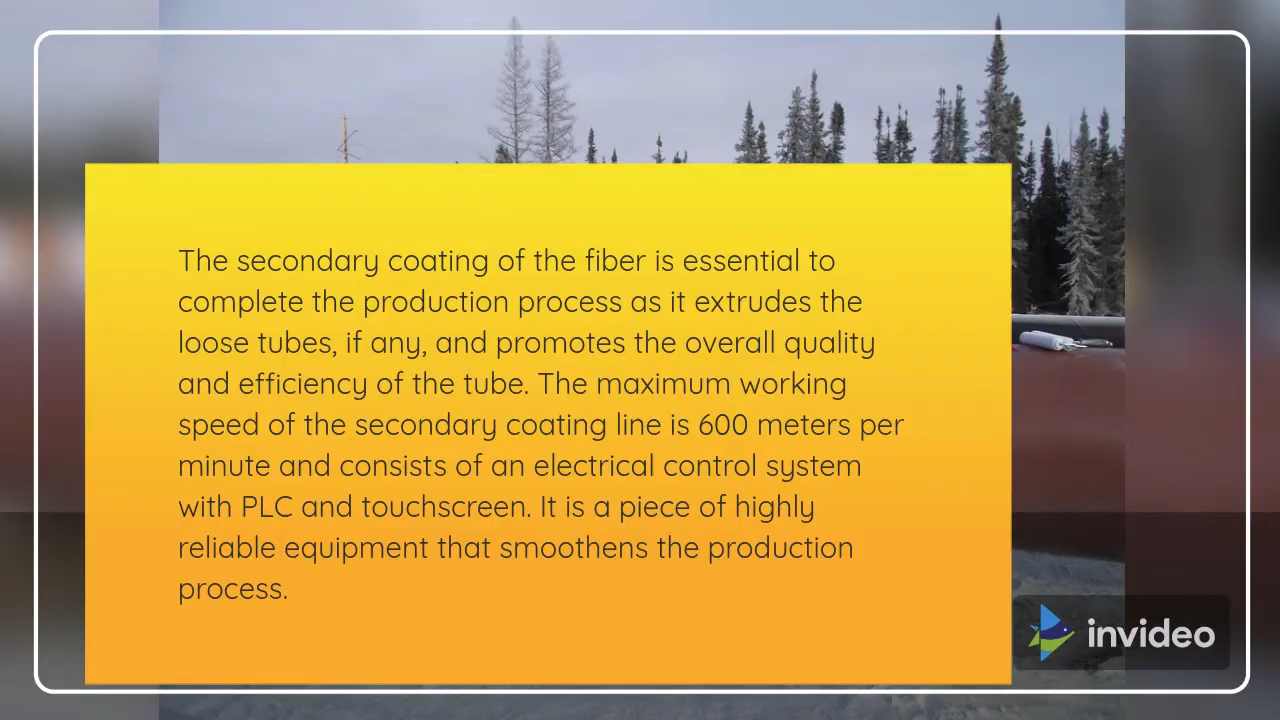 The secondary coating of the fiber is essential to
complete the production process as it extrudes the
loose tubes, if any, and promotes the overall quality
and efficiency of the tube. The maximum working
speed of the secondary coating line is 600 meters per
minute and consists of an electrical control system
with PLC and touchscreen. It is a piece of highly
reliable equipment that smoothens the production
process.
invideo